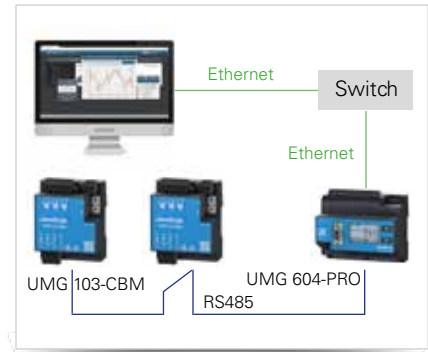 Ethernet
Switch
Ethernet
UMG 103-CBM
UMG 604-PRO
RS485